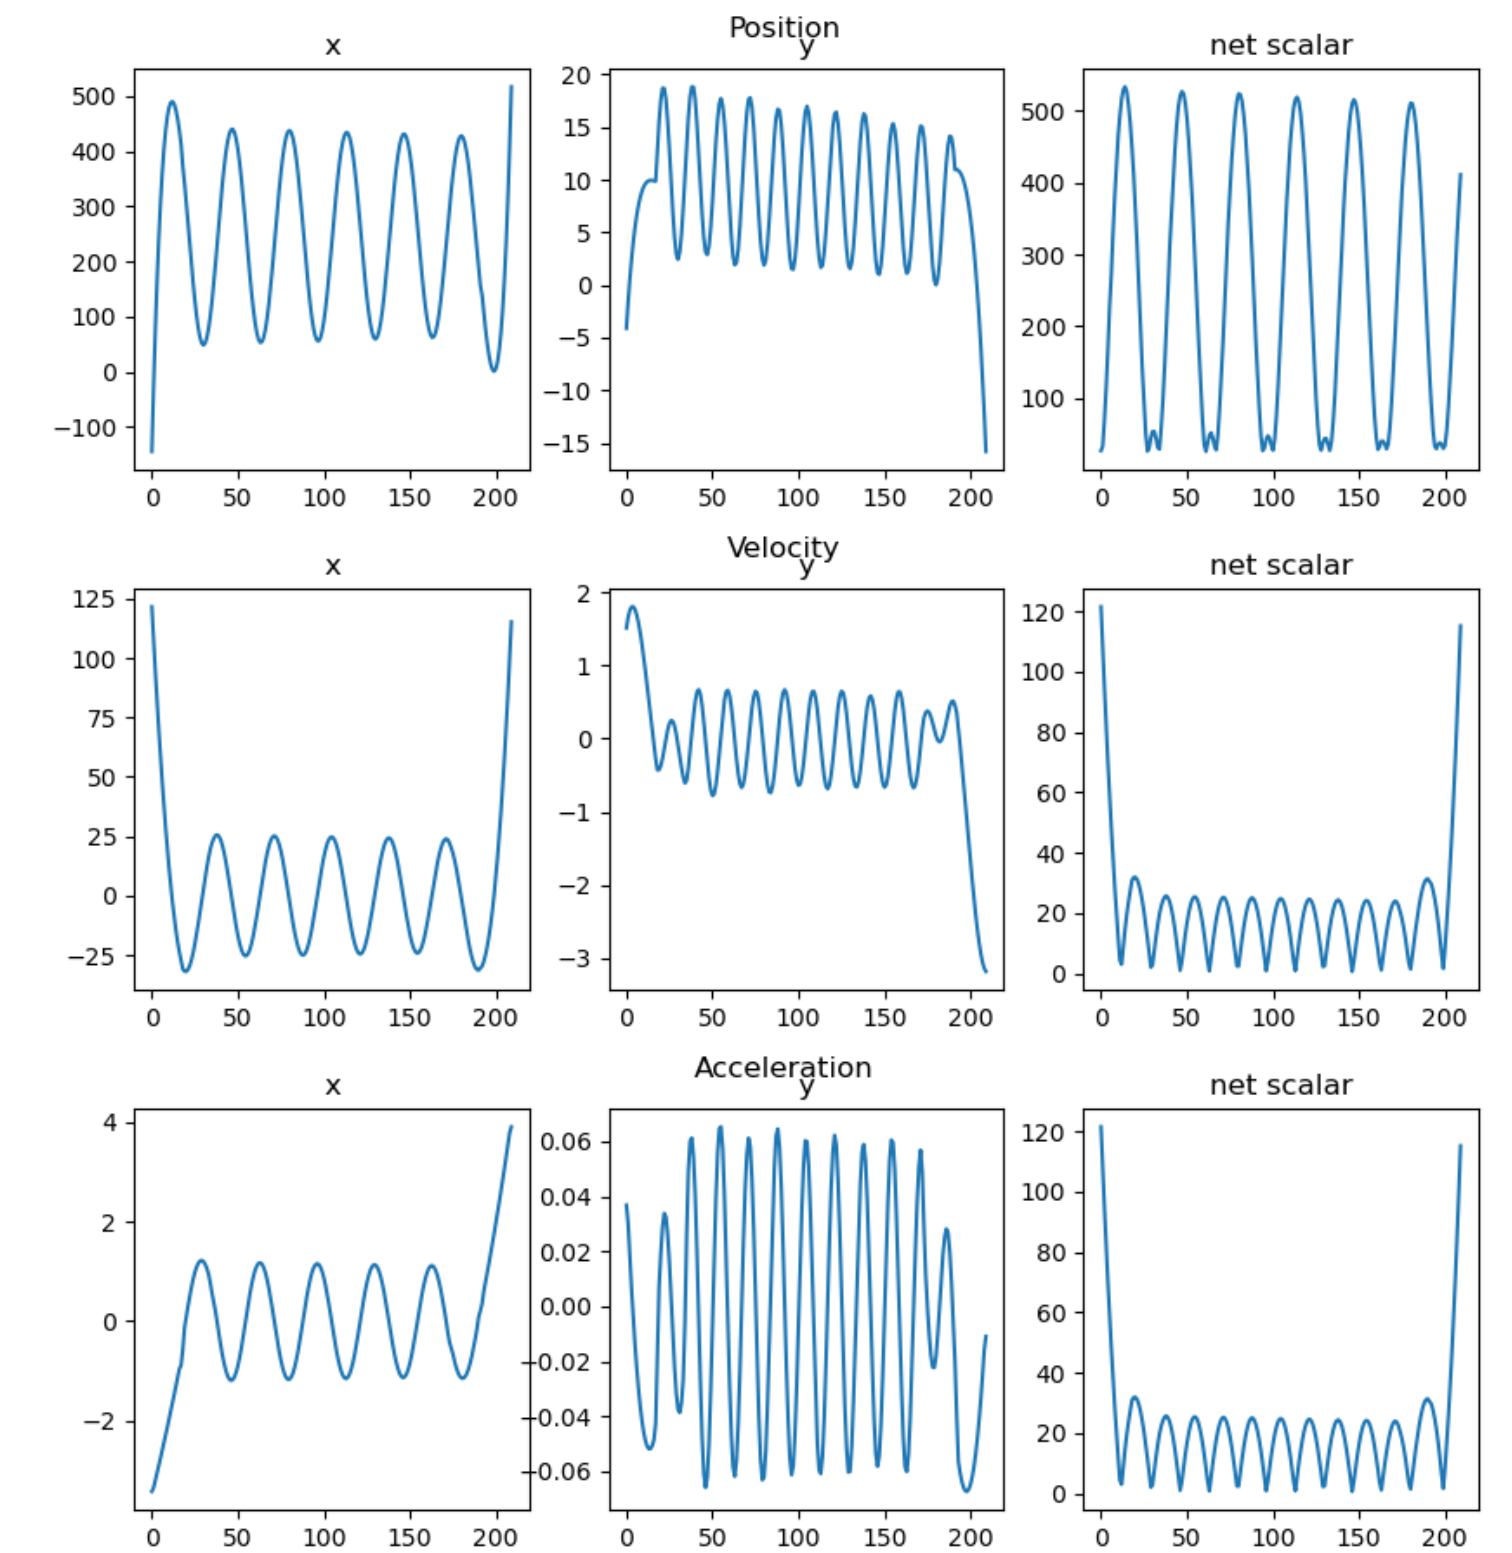 Position
x y net scalar
500 400 300 200 100 0 −100
20 15 10 5 0 −5 −10 −15
500 400 300 200 100
0 50 100 150 200 0 50 100 150 200 0 50 100 150 200
Velocity
x y net scalar
125 100 75 50 25 0 −25
2 1 0 −1 −2 −3
120 100 80 60 40 20 0
0 50 100 150 200 0 50 100 150 200 0 50 100 150 200
Acceleration
x y net scalar
4 2 0 −2
0.06 0.04 0.02 0.00 −0.02 −0.04 −0.06
120 100 80 60 40 20 0
0 50 100 150 200 0 50 100 150 200 0 50 100 150 200